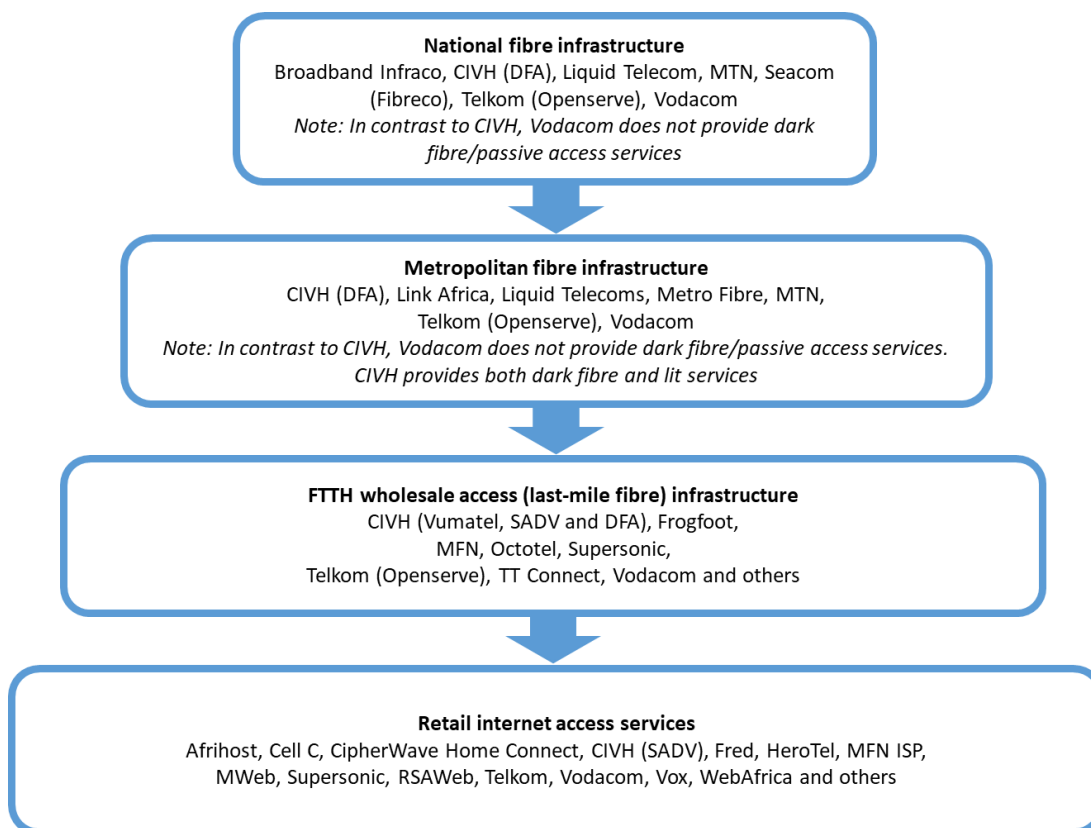 National fibre infrastructure
Broadband Infraco, CIVH (DFA), Liquid Telecom, MTN, Seacom
(Fibreco), Telkom (Openserve), Vodacom
Note: In contrast to CIVH, Vodacom does not provide dark
fibre/passive access services
Metropolitan fibre infrastructure
CIVH (DFA), Link Africa, Liquid Telecoms, Metro Fibre, MTN,
Telkom (Openserve), Vodacom
Note: In contrast to CIVH, Vodacom does not provide dark fibre/passive access services.
CIVH provides both dark fibre and lit services
FTTH wholesale access (last-mile fibre) infrastructure
CIVH (Vumatel, SADV and DFA), Frogfoot,
MFN, Octotel, Supersonic,
Telkom (Openserve), TT Connect, Vodacom and others
Retail internet access services
Afrihost, Cell C, CipherWave Home Connect, CIVH (SADV), Fred, HeroTel, MFN ISP,
MWeb, Supersonic, RSAWeb, Telkom, Vodacom, Vox, WebAfrica and others